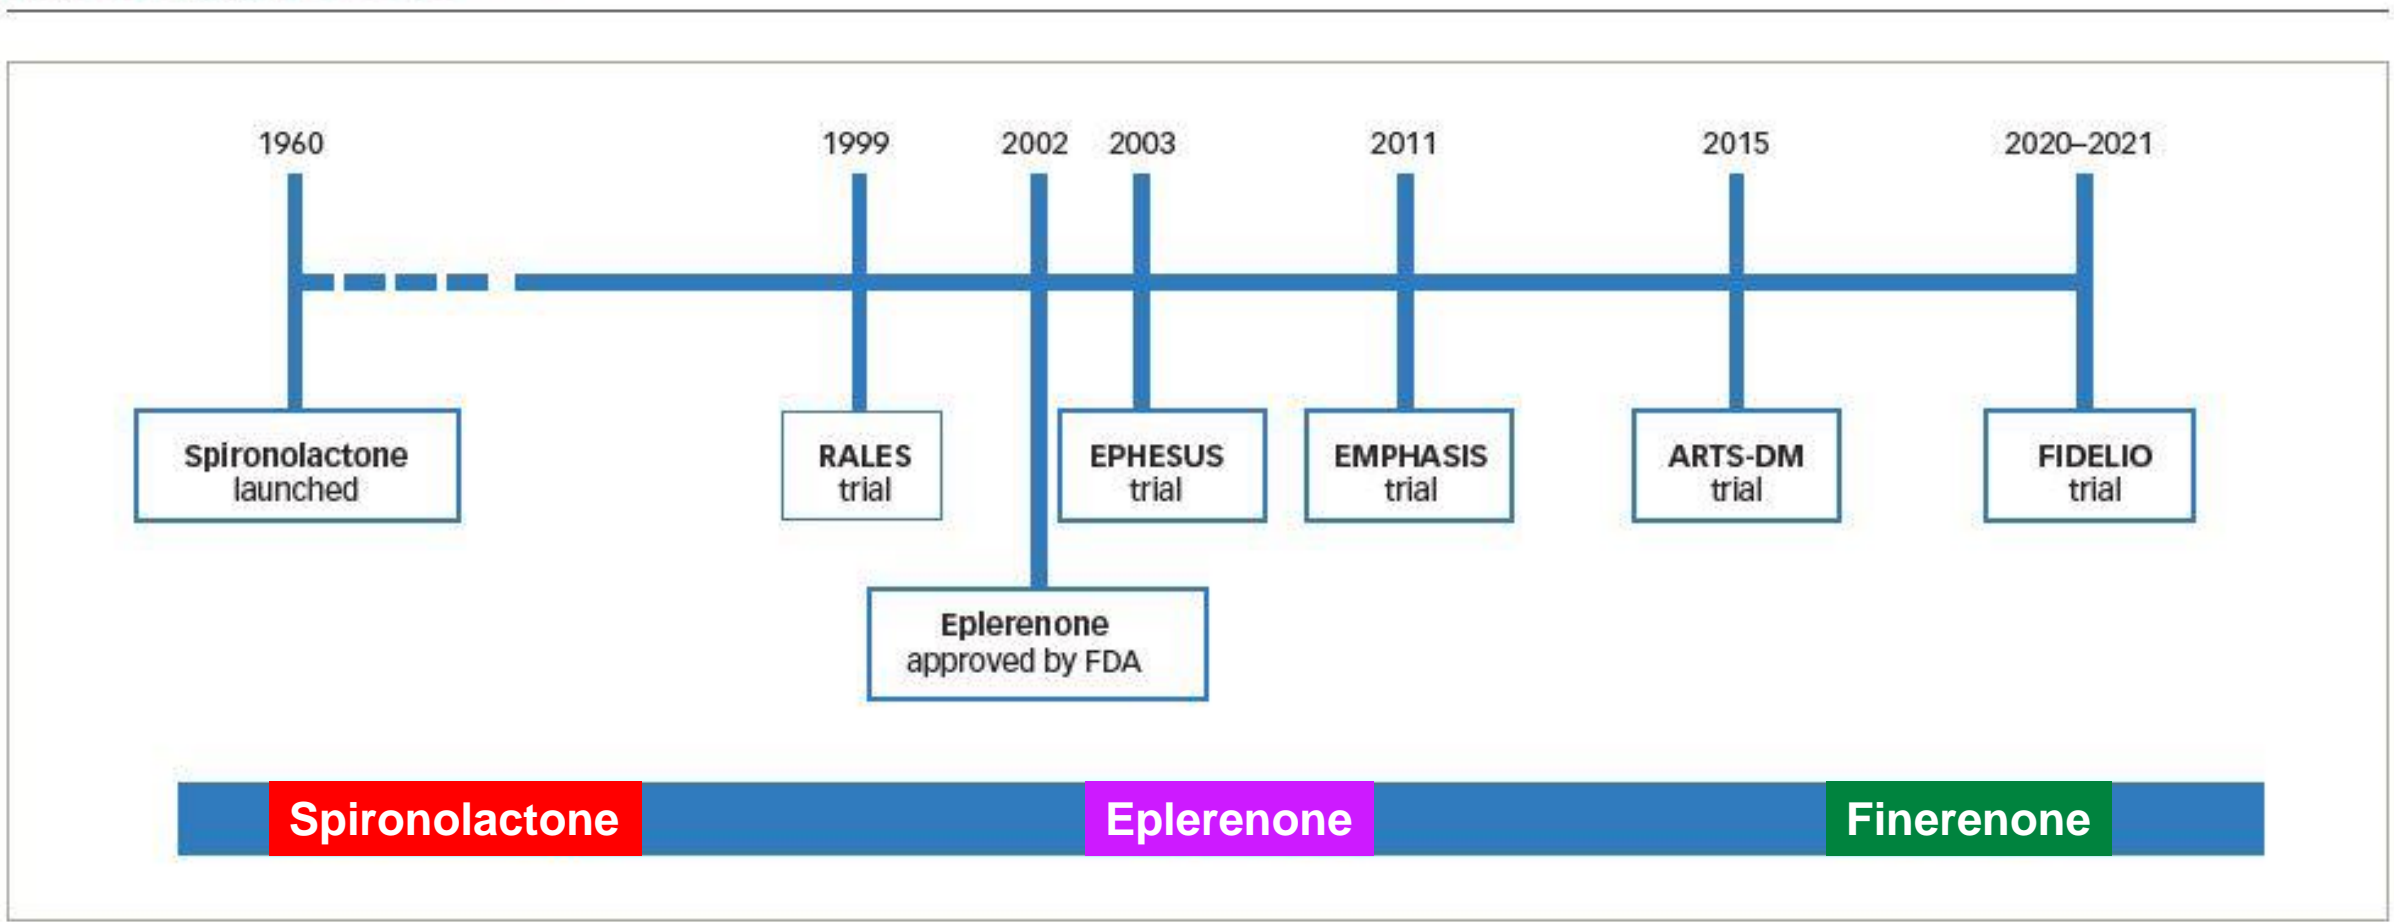 1960
1999
2002
2003
2011
2015
2020–2021
Spironolactone
launched
RALES
trial
EPHESUS
trial
EMPHASIS
trial
ARTS-DM
trial
FIDELIO
trial
Eplerenone
approved by FDA
Spironolactone
Eplerenone
Finerenone